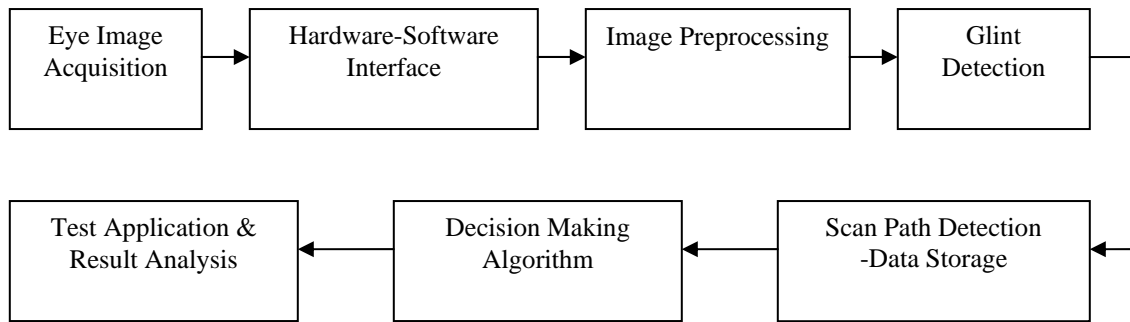 Eye Image
Acquisition
Hardware-Software
Interface
Image Preprocessing
Glint
Detection
Scan Path Detection
-Data Storage
Decision Making
Algorithm
Test Application &
Result Analysis